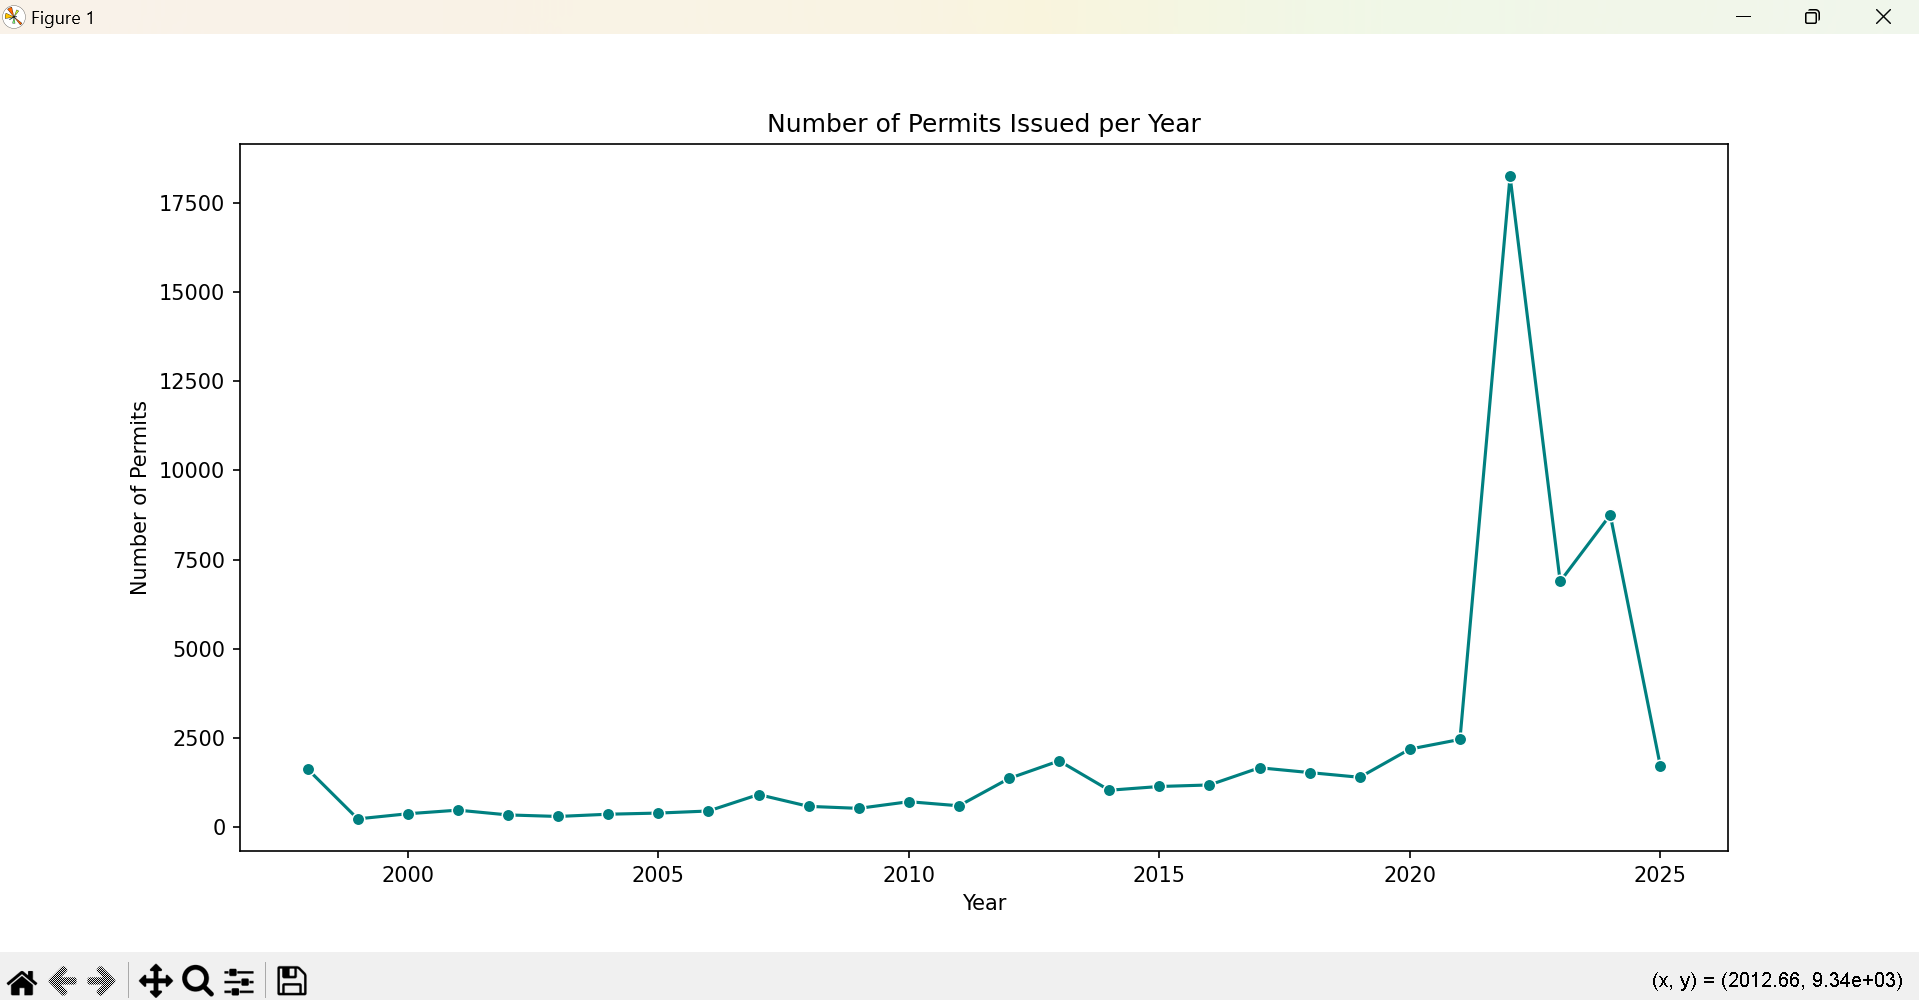 Figure 1
Number of Permits Issued per Year
17500
15000
12500
10000
7500
5000
2500
0
Number of Permits
2000 2005 2010 2015 2020 2025
Year
(x, y) = (2012.66, 9.34e+03)